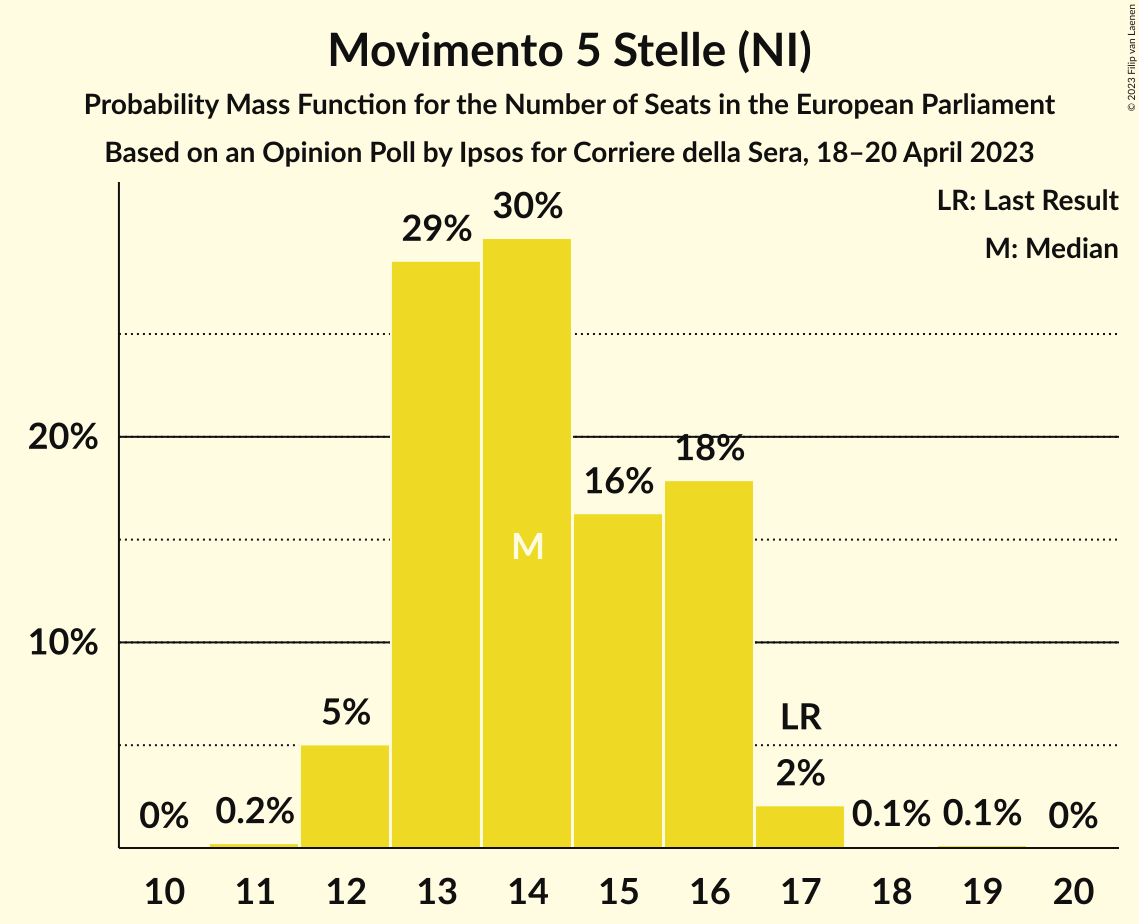 Movimento 5 Stelle (NI)
Probability Mass Function for the Number of Seats in the European Parliament
Based on an Opinion Poll by Ipsos for Corriere della Sera, 18–20 April 2023
© 2023 Filip van Laenen
LR: Last Result
M: Median
20%
10%
0%
0.2%
5%
29%
30%
M
16%
18%
LR
2%
0.1%
0.1%
0%
10 11 12 13 14 15 16 17 18 19 20